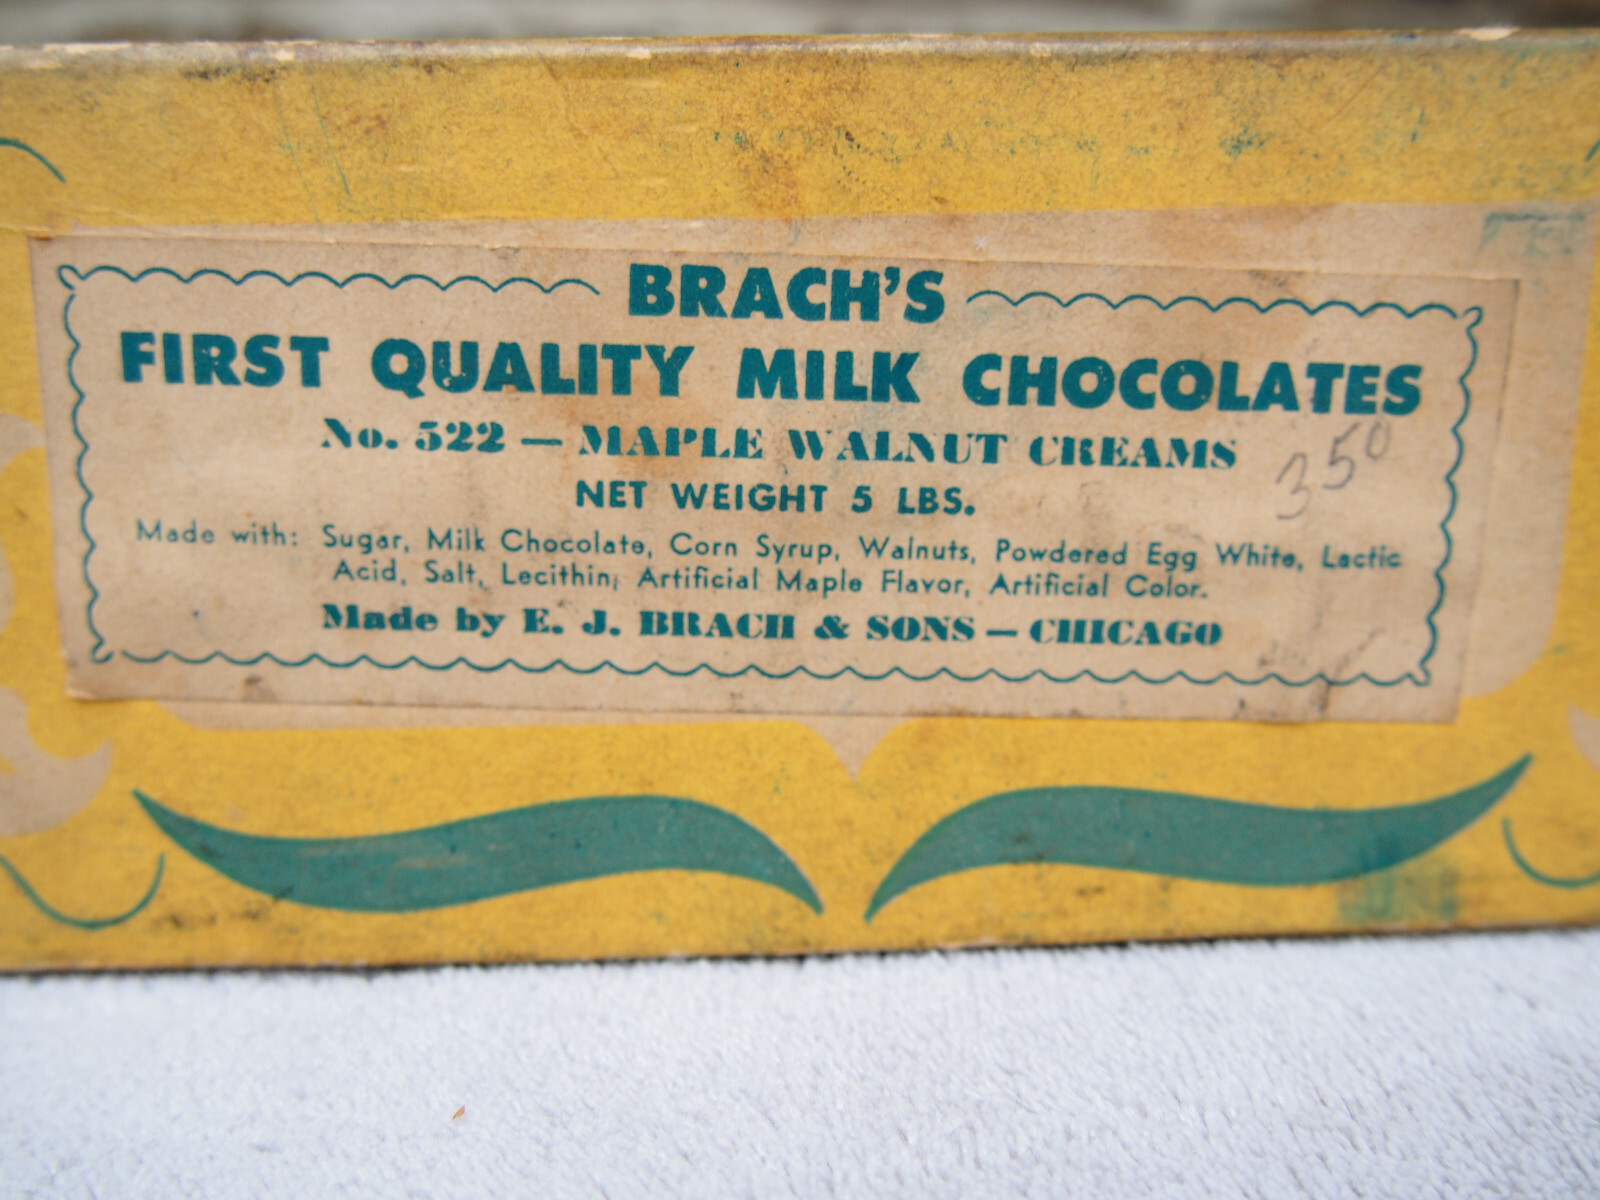 BRACH'S
FIRST QUALITY MILK CHOCOLATES
No. 522 — MAPLE WALNUT CREAMS
350
NET WEIGHT 5 LBS.
Made with: Sugar, Milk Chocolate, Corn Syrup, Walnuts, Powdered Egg White, Lactic
Acid, Salt, Lecithin, Artificial Maple Flavor, Artificial Color.
Made by E. J. BRACH & SONS — CHICAGO